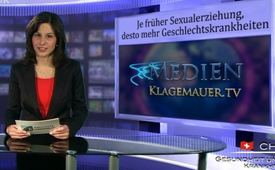 Je früher Sexualerziehung,
desto mehr Geschlechtskrankheiten
MEDIEN
KLAGEMAUER.TV
CH